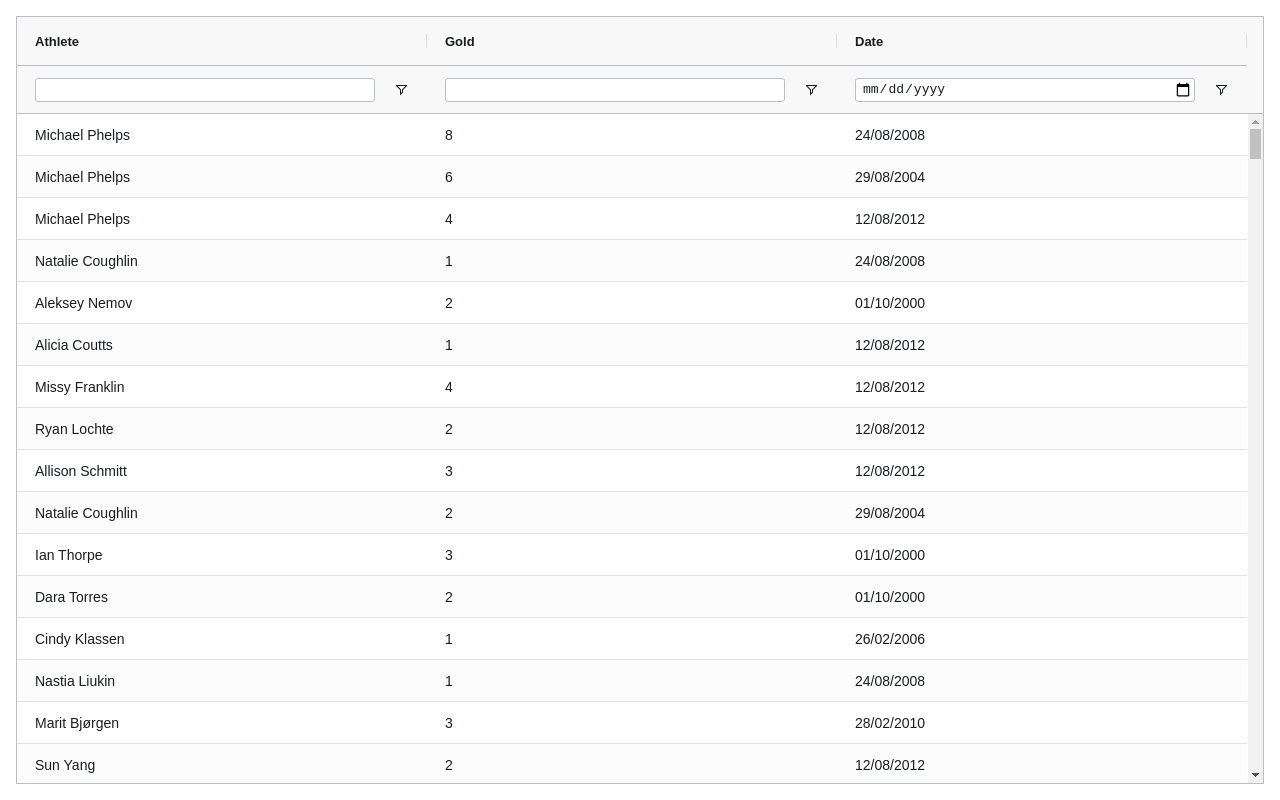 Athlete Gold Date
mm/dd/yyyy
Michael Phelps 8 24/08/2008
Michael Phelps 6 29/08/2004
Michael Phelps 4 12/08/2012
Natalie Coughlin 1 24/08/2008
Aleksey Nemov 2 01/10/2000
Alicia Coutts 1 12/08/2012
Missy Franklin 4 12/08/2012
Ryan Lochte 2 12/08/2012
Allison Schmitt 3 12/08/2012
Natalie Coughlin 2 29/08/2004
Ian Thorpe 3 01/10/2000
Dara Torres 2 01/10/2000
Cindy Klassen 1 26/02/2006
Nastia Liukin 1 24/08/2008
Marit Bjørgen 3 28/02/2010
Sun Yang 2 12/08/2012